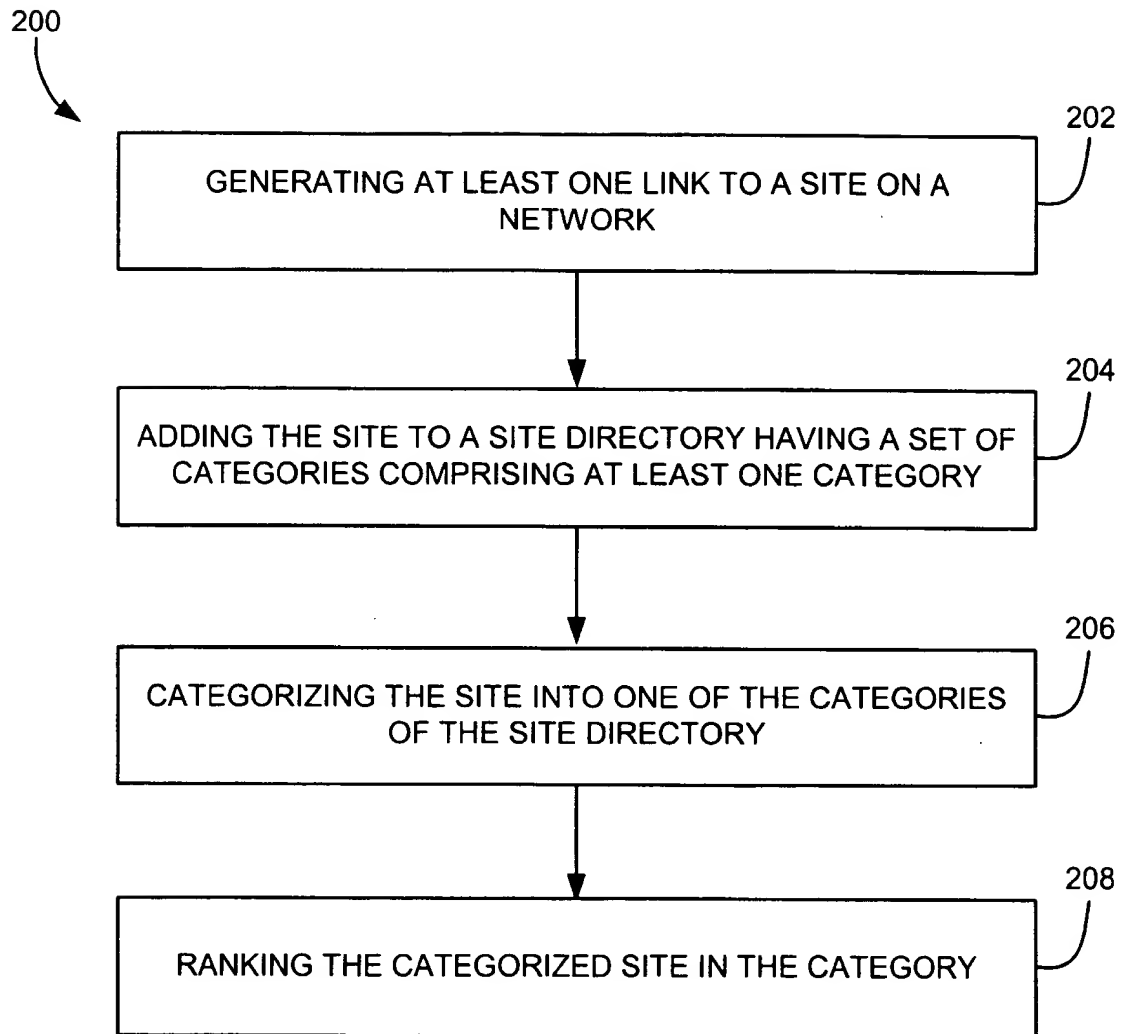 200
202
GENERATING AT LEAST ONE LINK TO A SITE ON A
NETWORK
204
ADDING THE SITE TO A SITE DIRECTORY HAVING A SET OF
CATEGORIES COMPRISING AT LEAST ONE CATEGORY
206
CATEGORIZING THE SITE INTO ONE OF THE CATEGORIES
OF THE SITE DIRECTORY
208
RANKING THE CATEGORIZED SITE IN THE CATEGORY